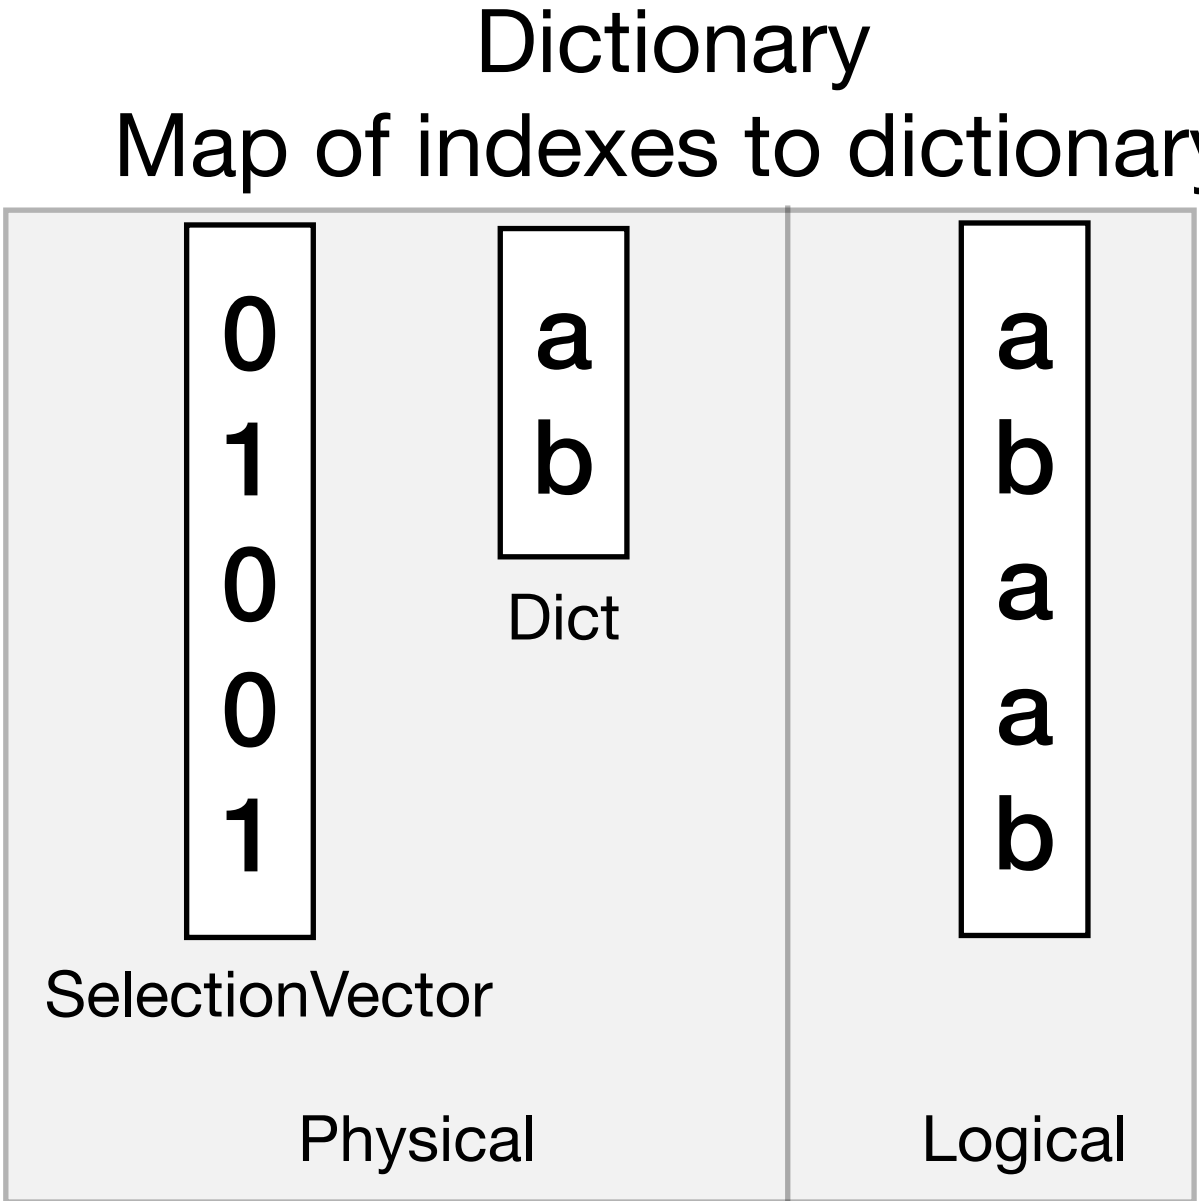 Dictionary
Map of indexes to dictionary
0
1
0
0
1
SelectionVector
a
b
Dict
Physical
a
b
a
a
b
Logical